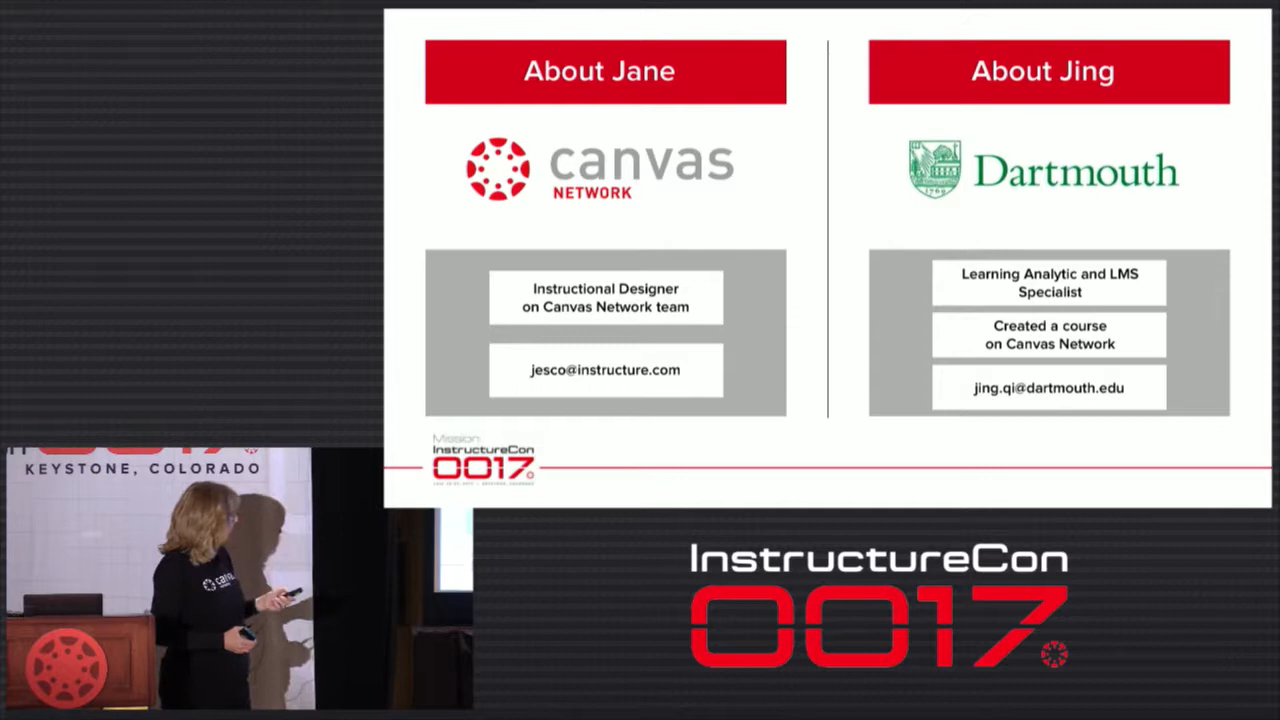 About Jane
canvas
NETWORK
Instructional Designer
on Canvas Network team
jesco@instructure.com
About Jing
Dartmouth
Learning Analytic and LMS
Specialist
Created a course
on Canvas Network
jing.qi@dartmouth.edu
Mission
InstructureCon
0017
KEYSTONE, COLORADO
InstructureCon
0017